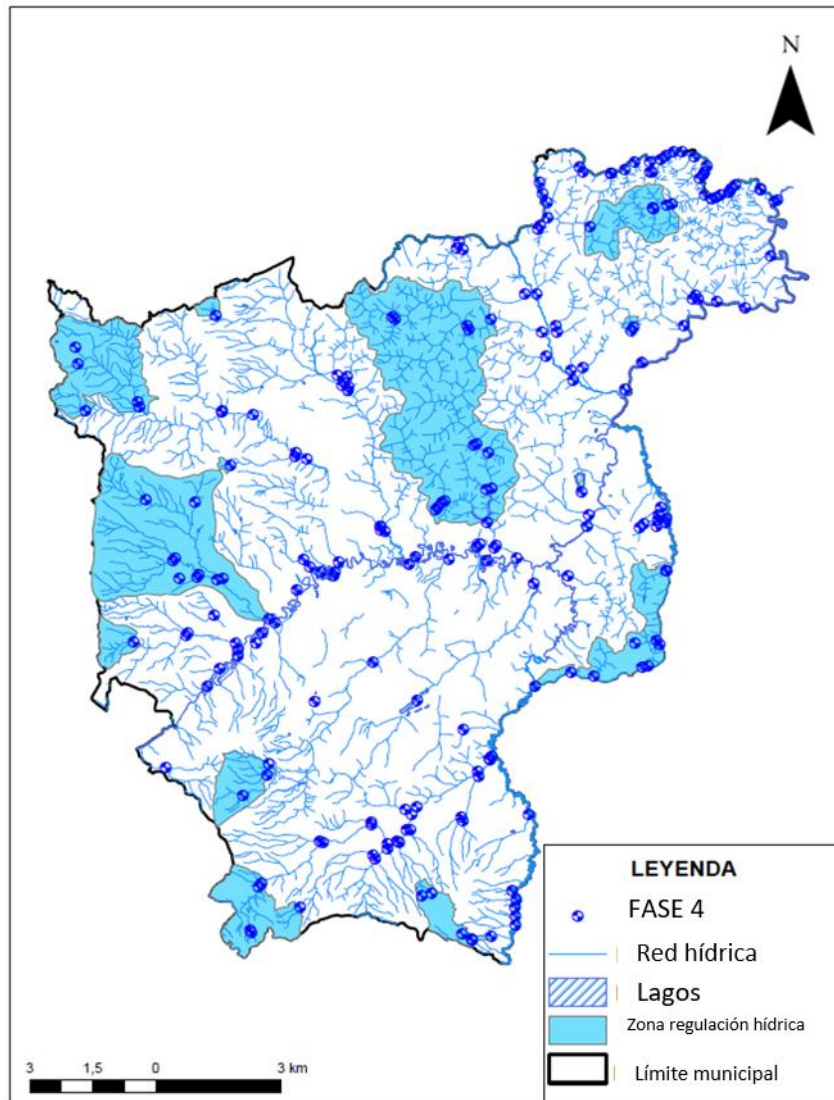 N
LEYENDA
FASE 4
Red hídrica
Lagos
Zona regulación hídrica
Límite municipal
3 1,5 0 3 km